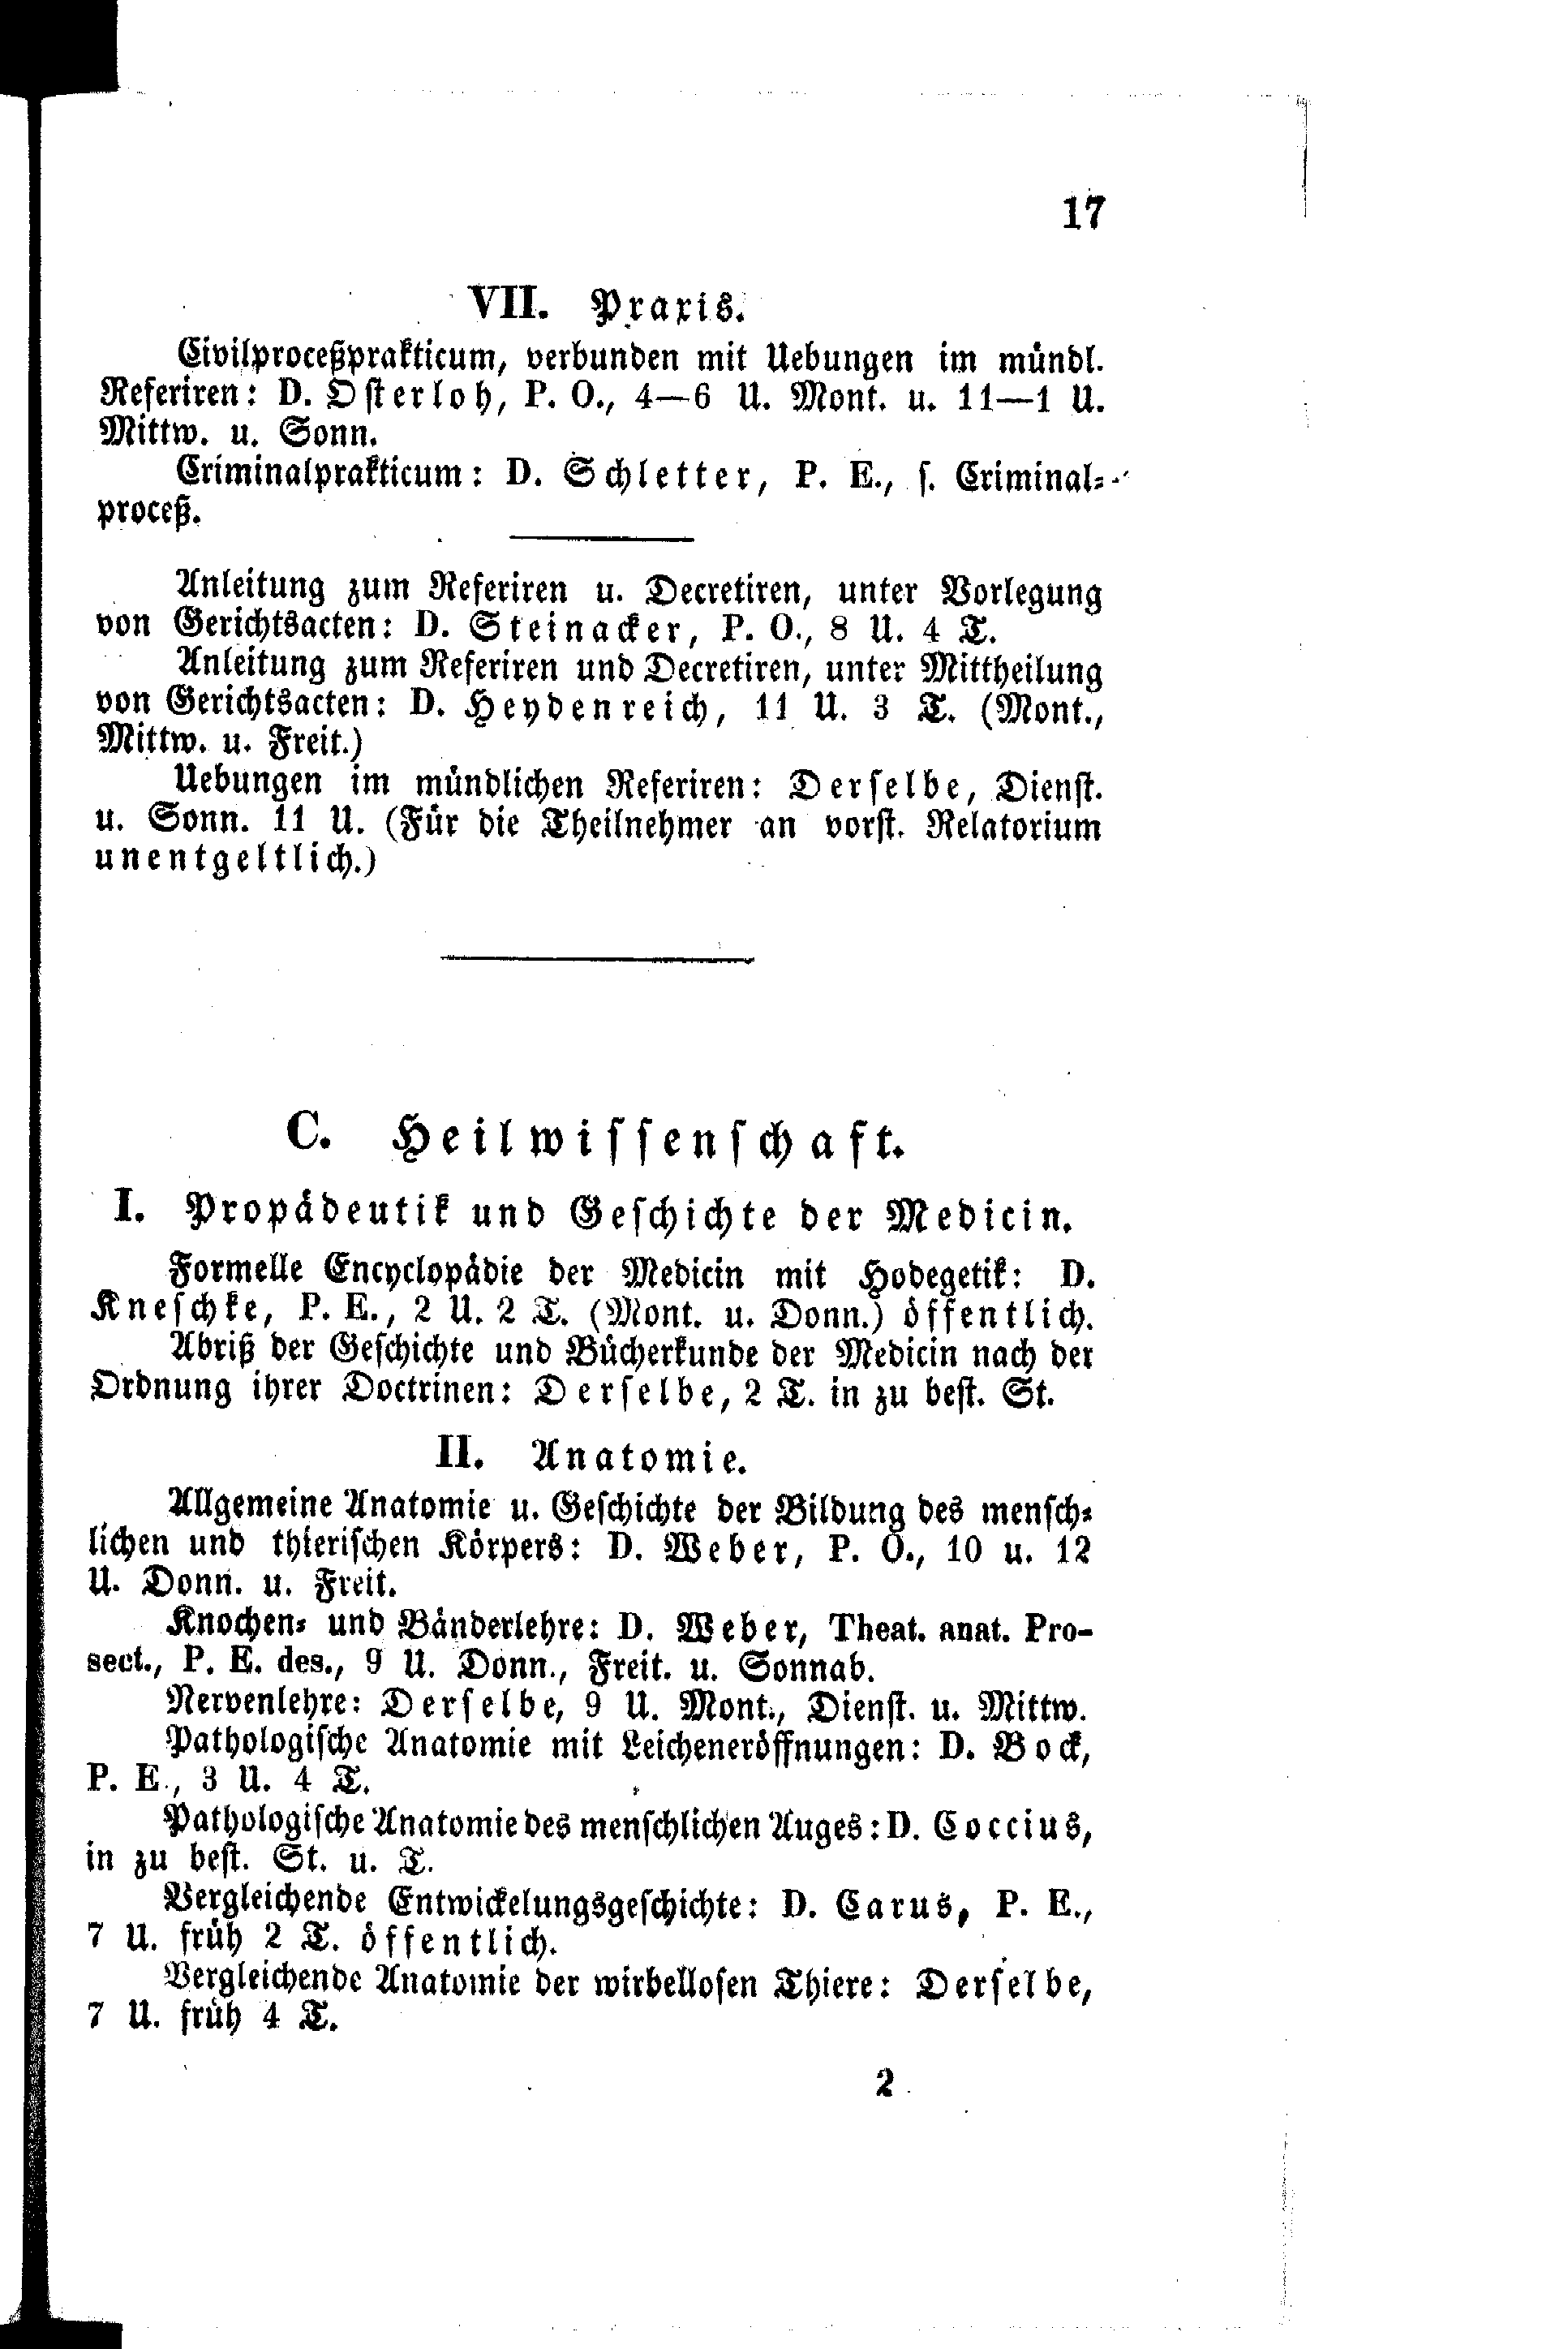 17
VII. Praxis.
Civilproceßprakticum, verbunden mit Uebungen im mündl.
Referiren: D. Osterloh, P. O., 4—6 U. Mont. u. 11—1 U.
Mittw. u. Sonn.
Criminalprakticum: D. Schletter, P. E., s. Criminal-
proceß.
Anleitung zum Referiren u. Decretiren, unter Vorlegung
von Gerichtsacten: D. Steinacker, P. O., 8 U. 4 T.
Anleitung zum Referiren und Decretiren, unter Mittheilung
von Gerichtsacten: D. Heydenreich, 11 U. 3 T. (Mont.,
Mittw. u. Freit.)
Uebungen im mündlichen Referiren: Derselbe, Dienst.
u. Sonn. 11 U. (Für die Theilnehmer an vorst. Relatorium
unentgeltlich.)
C. Heilwissenschaft.
I. Propädeutik und Geschichte der Medicin.
Formelle Encyclopädie der Medicin mit Hodegetik: D.
Kneschke, P. E., 2 U. 2 T. (Mont. u. Donn.) öffentlich.
Abriß der Geschichte und Bücherkunde der Medicin nach der
Ordnung ihrer Doctrinen: Derselbe, 2 T. in zu best. St.
II. Anatomie.
Allgemeine Anatomie u. Geschichte der Bildung des mensch-
lichen und thierischen Körpers: D. Weber, P. O., 10 u. 12
U. Donn. u. Freit.
Knochen- und Bänderlehre: D. Weber, Theat. anat. Pro-
sect., P. E. des., 9 U. Donn., Freit. u. Sonnab.
Nervenlehre: Derselbe, 9 U. Mont., Dienst. u. Mittw.
Pathologische Anatomie mit Leicheneröffnungen: D. Bock,
P. E., 3 U. 4 T.
Pathologische Anatomie des menschlichen Auges: D. Coccius,
in zu best. St. u. T.
Vergleichende Entwickelungsgeschichte: D. Carus, P. E.,
7 U. früh 2 T. öffentlich.
Vergleichende Anatomie der wirbellosen Thiere: Derselbe,
7 U. früh 4 T.
2